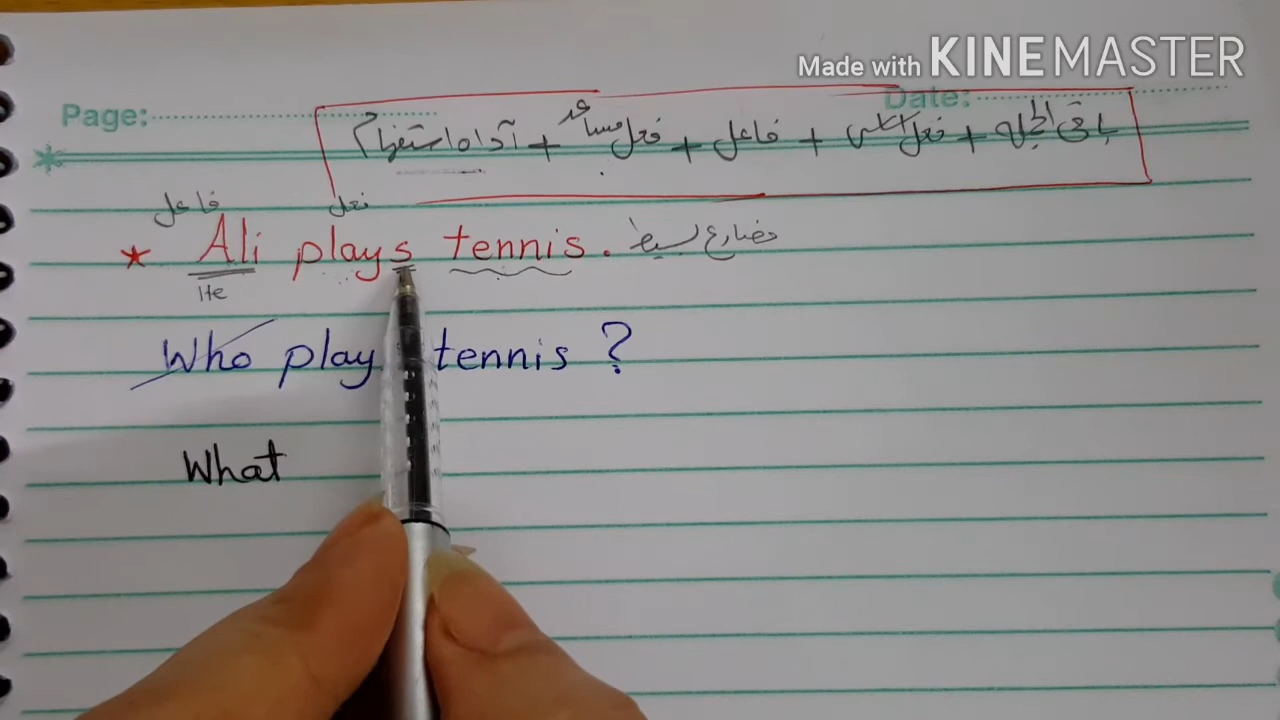 Made with KINEMASTER
Page: Date:
أداة استفهام + فعل مساعد + فاعل + فعل اساسي + باقي الجملة
فاعل فعل
* Ali plays tennis. مضارع بسيط
He
Who play tennis ?
What